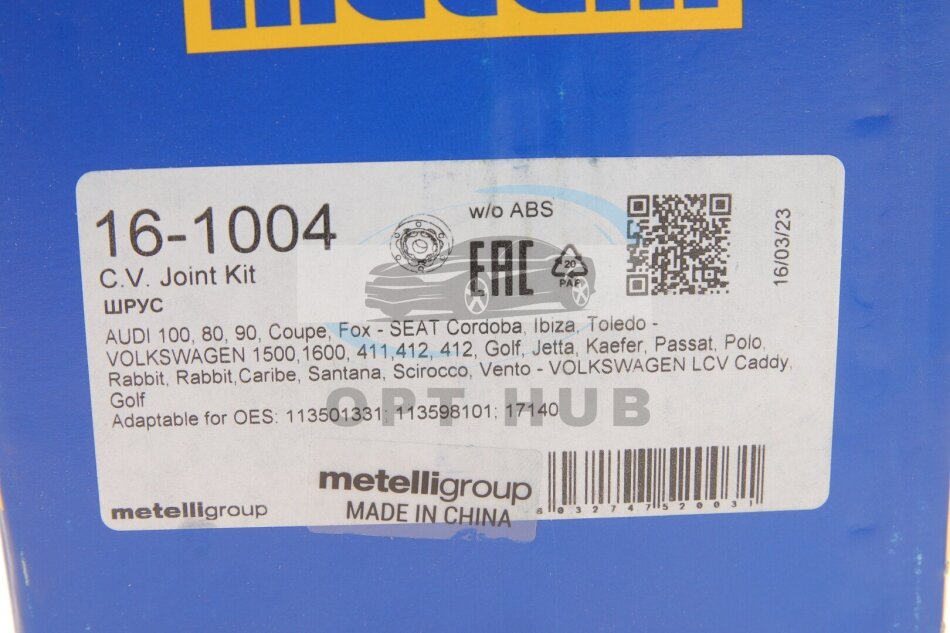 metelli
16-1004
w/o ABS
C.V. Joint Kit
ШРУС
EAC
20
PAP
16/03/23
AUDI 100, 80, 90, Coupe, Fox - SEAT Cordoba, Ibiza, Toledo -
VOLKSWAGEN 1500,1600, 411,412, 412, Golf, Jetta, Kaefer, Passat, Polo,
Rabbit, Rabbit,Caribe, Santana, Scirocco, Vento - VOLKSWAGEN LCV Caddy,
Golf
Adaptable for OES: 113501331; 113598101; 17140
OPT HUB
metelligroup
metelligroup
MADE IN CHINA
8032747520031